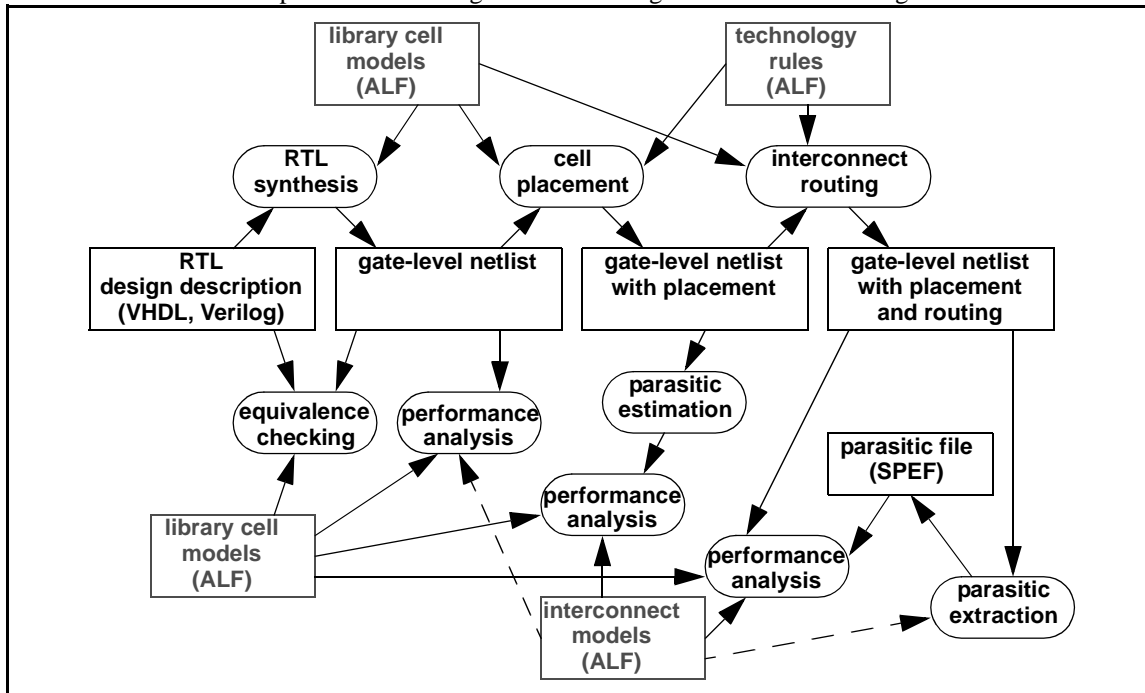 library cell
models
(ALF)
technology
rules
(ALF)
RTL
synthesis
cell
placement
interconnect
routing
RTL
design description
(VHDL, Verilog)
gate-level netlist
gate-level netlist
with placement
gate-level netlist
with placement
and routing
equivalence
checking
performance
analysis
parasitic
estimation
parasitic file
(SPEF)
performance
analysis
library cell
models
(ALF)
performance
analysis
interconnect
models
(ALF)
parasitic
extraction